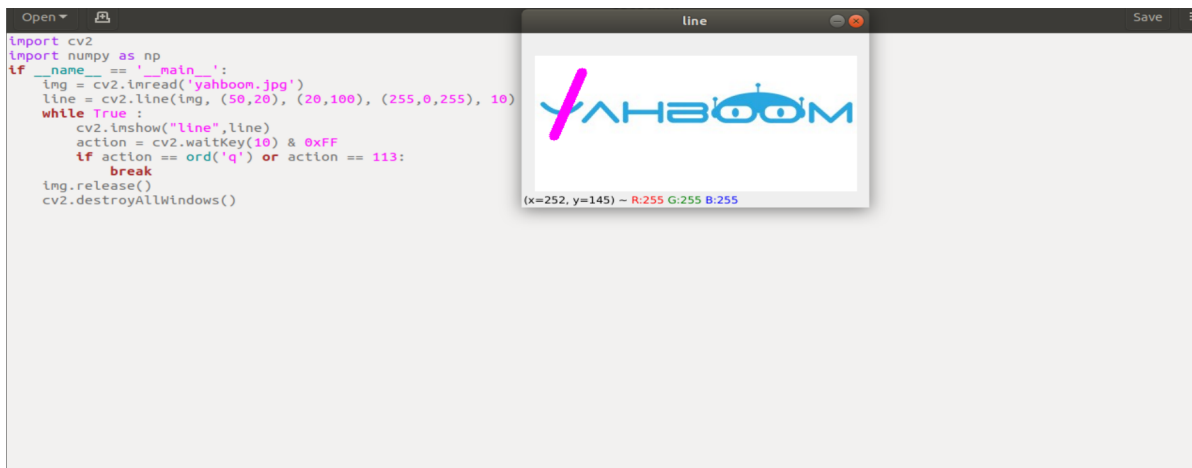 Open
Save
import cv2
import numpy as np
if __name__ == '__main__':
    img = cv2.imread('yahboom.jpg')
    line = cv2.line(img, (50,20), (20,100), (255,0,255), 10)
    while True :
        cv2.imshow("line",line)
        action = cv2.waitKey(10) & 0xFF
        if action == ord('q') or action == 113:
            break
    img.release()
    cv2.destroyAllWindows()
line
YAHBOOM
(x=252, y=145) ~ R:255 G:255 B:255